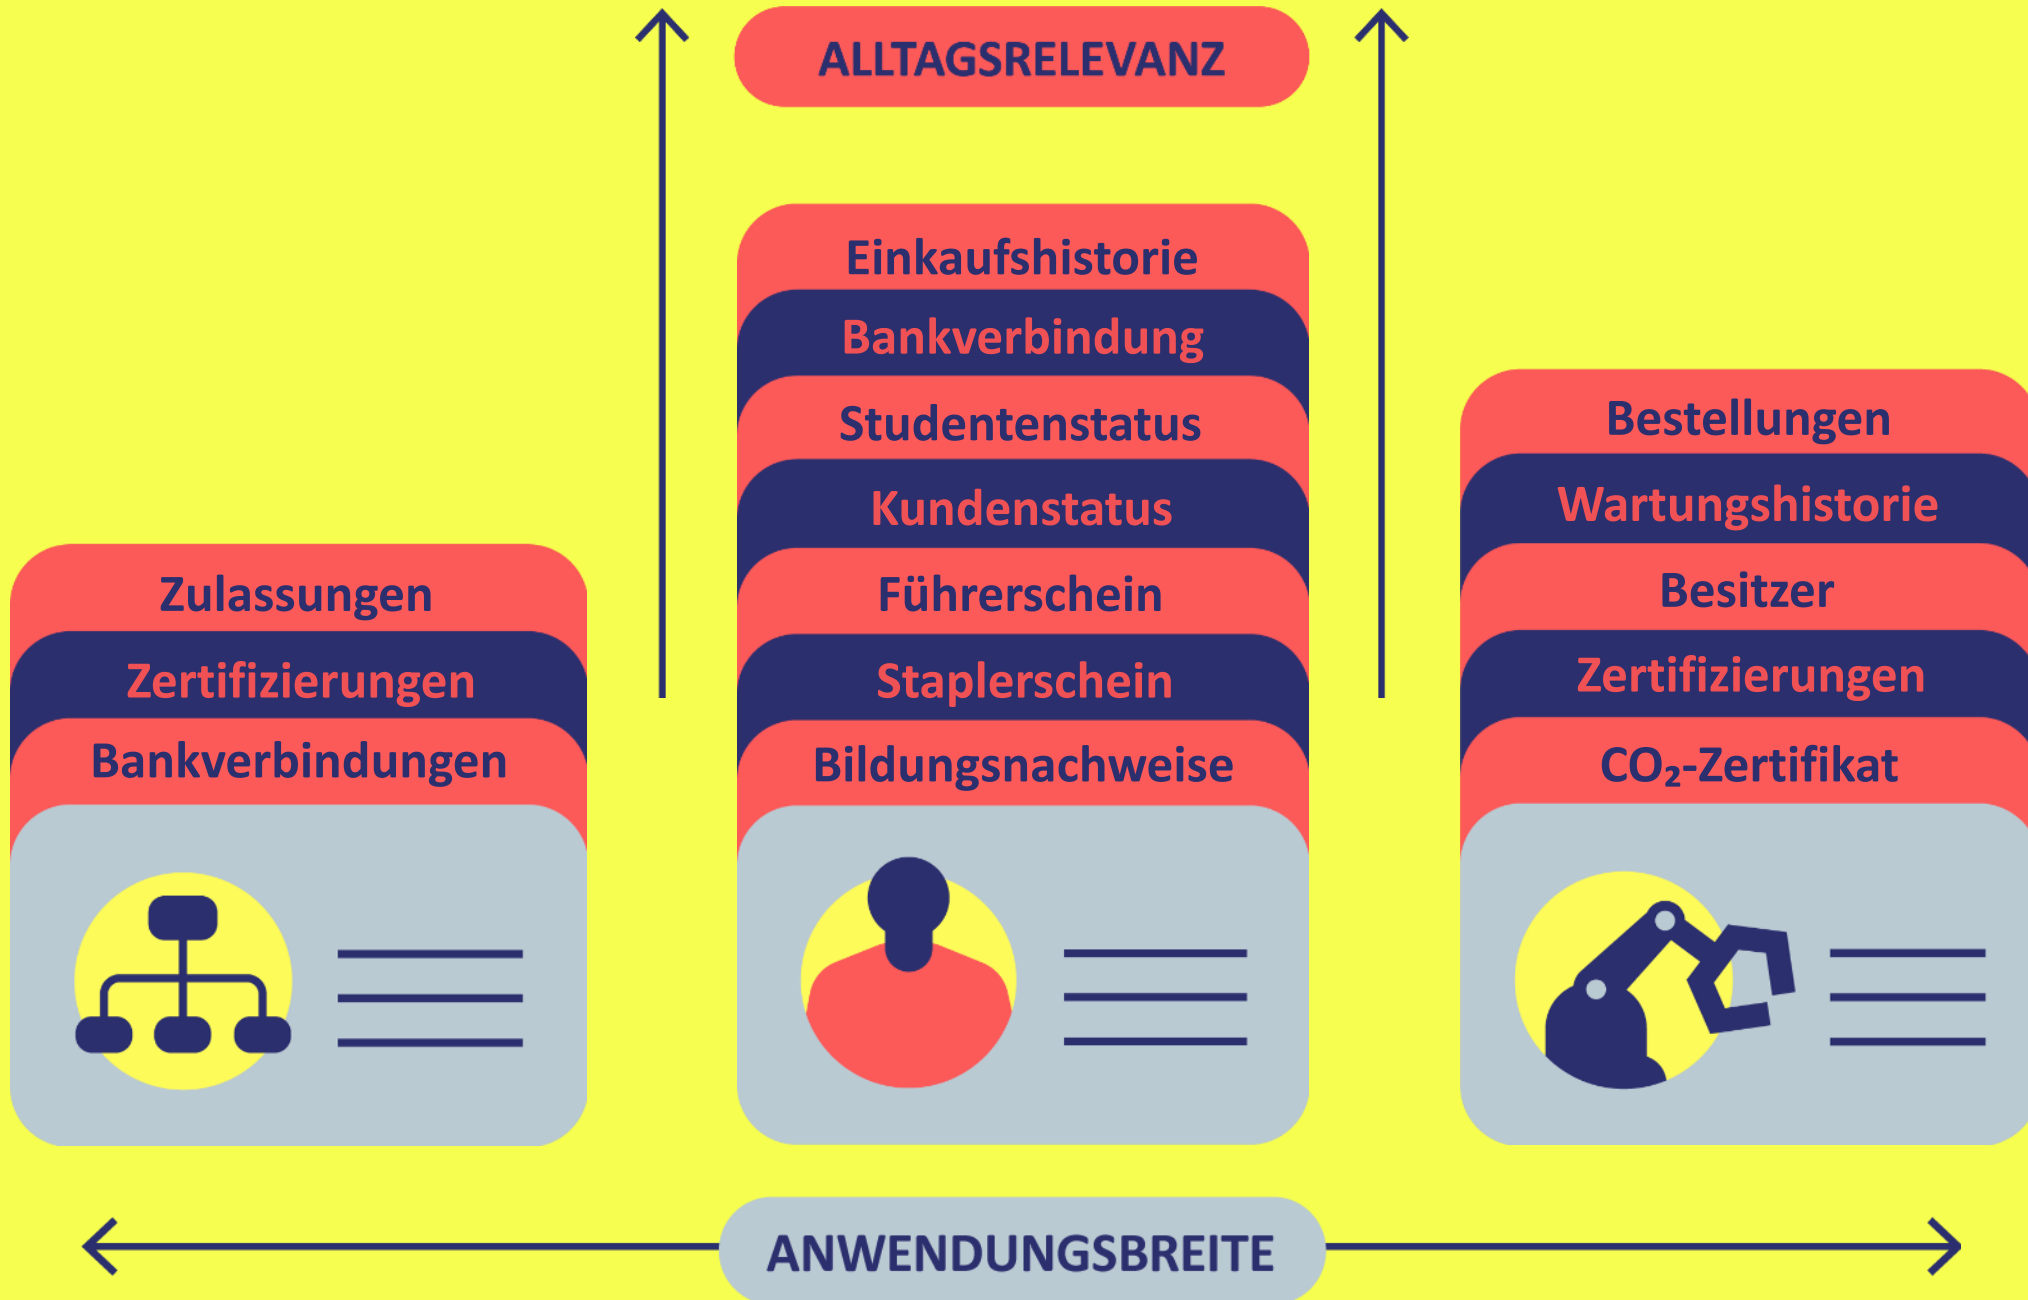 ALLTAGSRELEVANZ
Zulassungen
Zertifizierungen
Bankverbindungen
Einkaufshistorie
Bankverbindung
Studentenstatus
Kundenstatus
Führerschein
Staplerschein
Bildungsnachweise
Bestellungen
Wartungshistorie
Besitzer
Zertifizierungen
CO₂-Zertifikat
ANWENDUNGSBREITE